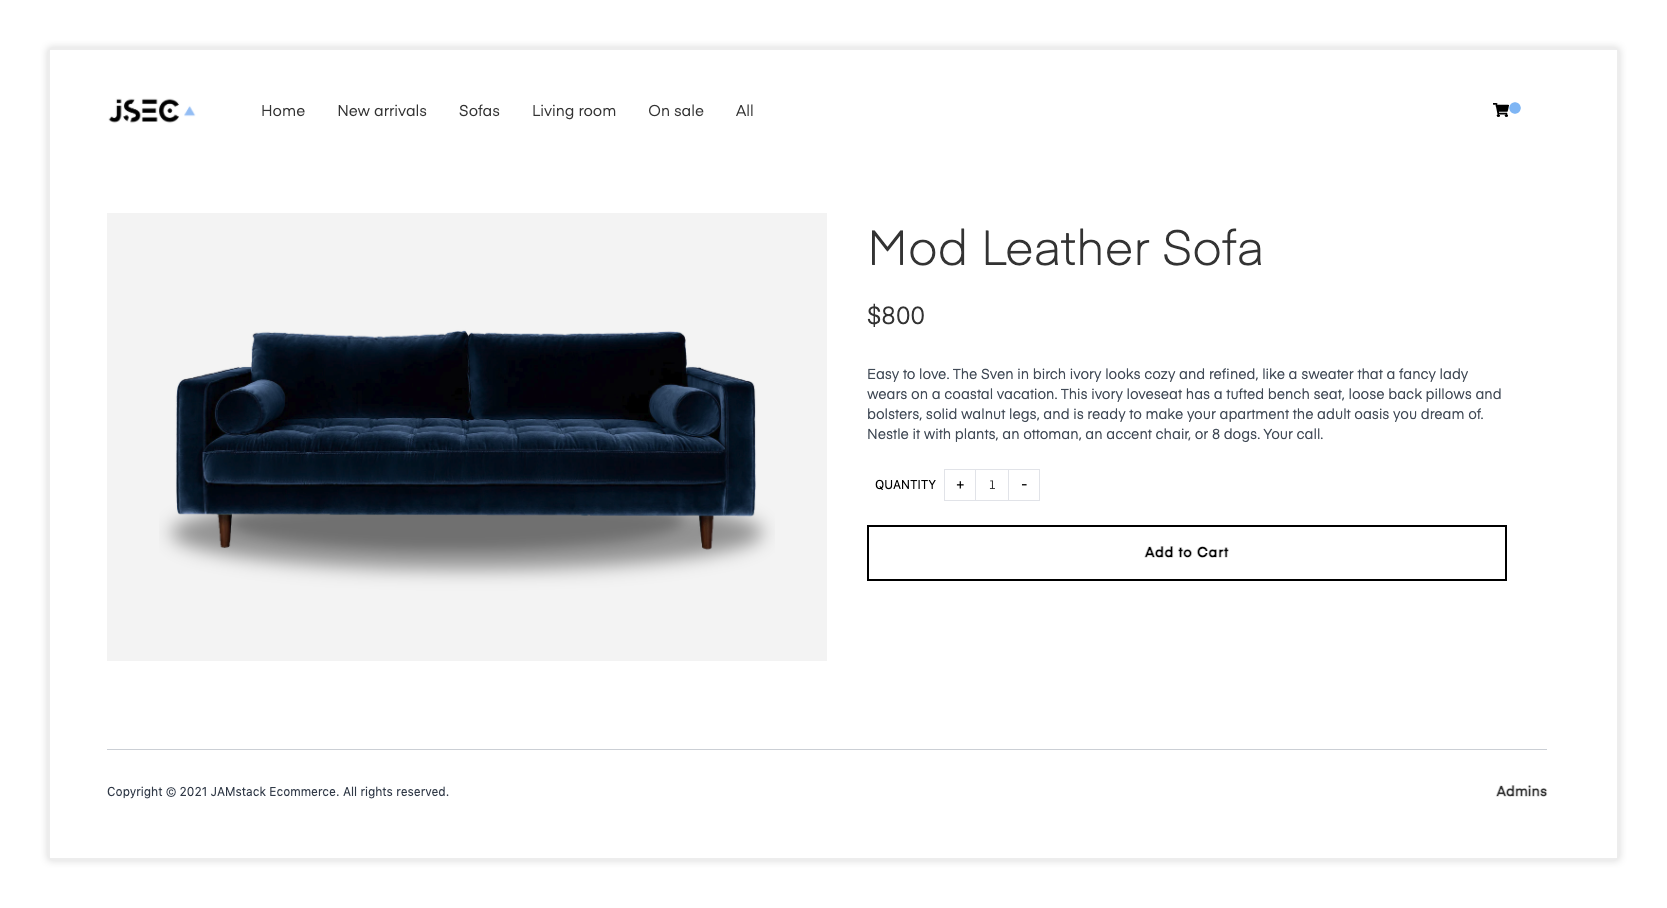 JSEC
Home New arrivals Sofas Living room On sale All
Mod Leather Sofa
$800
Easy to love. The Sven in birch ivory looks cozy and refined, like a sweater that a fancy lady
wears on a coastal vacation. This ivory loveseat has a tufted bench seat, loose back pillows and
bolsters, solid walnut legs, and is ready to make your apartment the adult oasis you dream of.
Nestle it with plants, an ottoman, an accent chair, or 8 dogs. Your call.
QUANTITY + 1 -
Add to Cart
Copyright © 2021 JAMstack Ecommerce. All rights reserved.
Admins